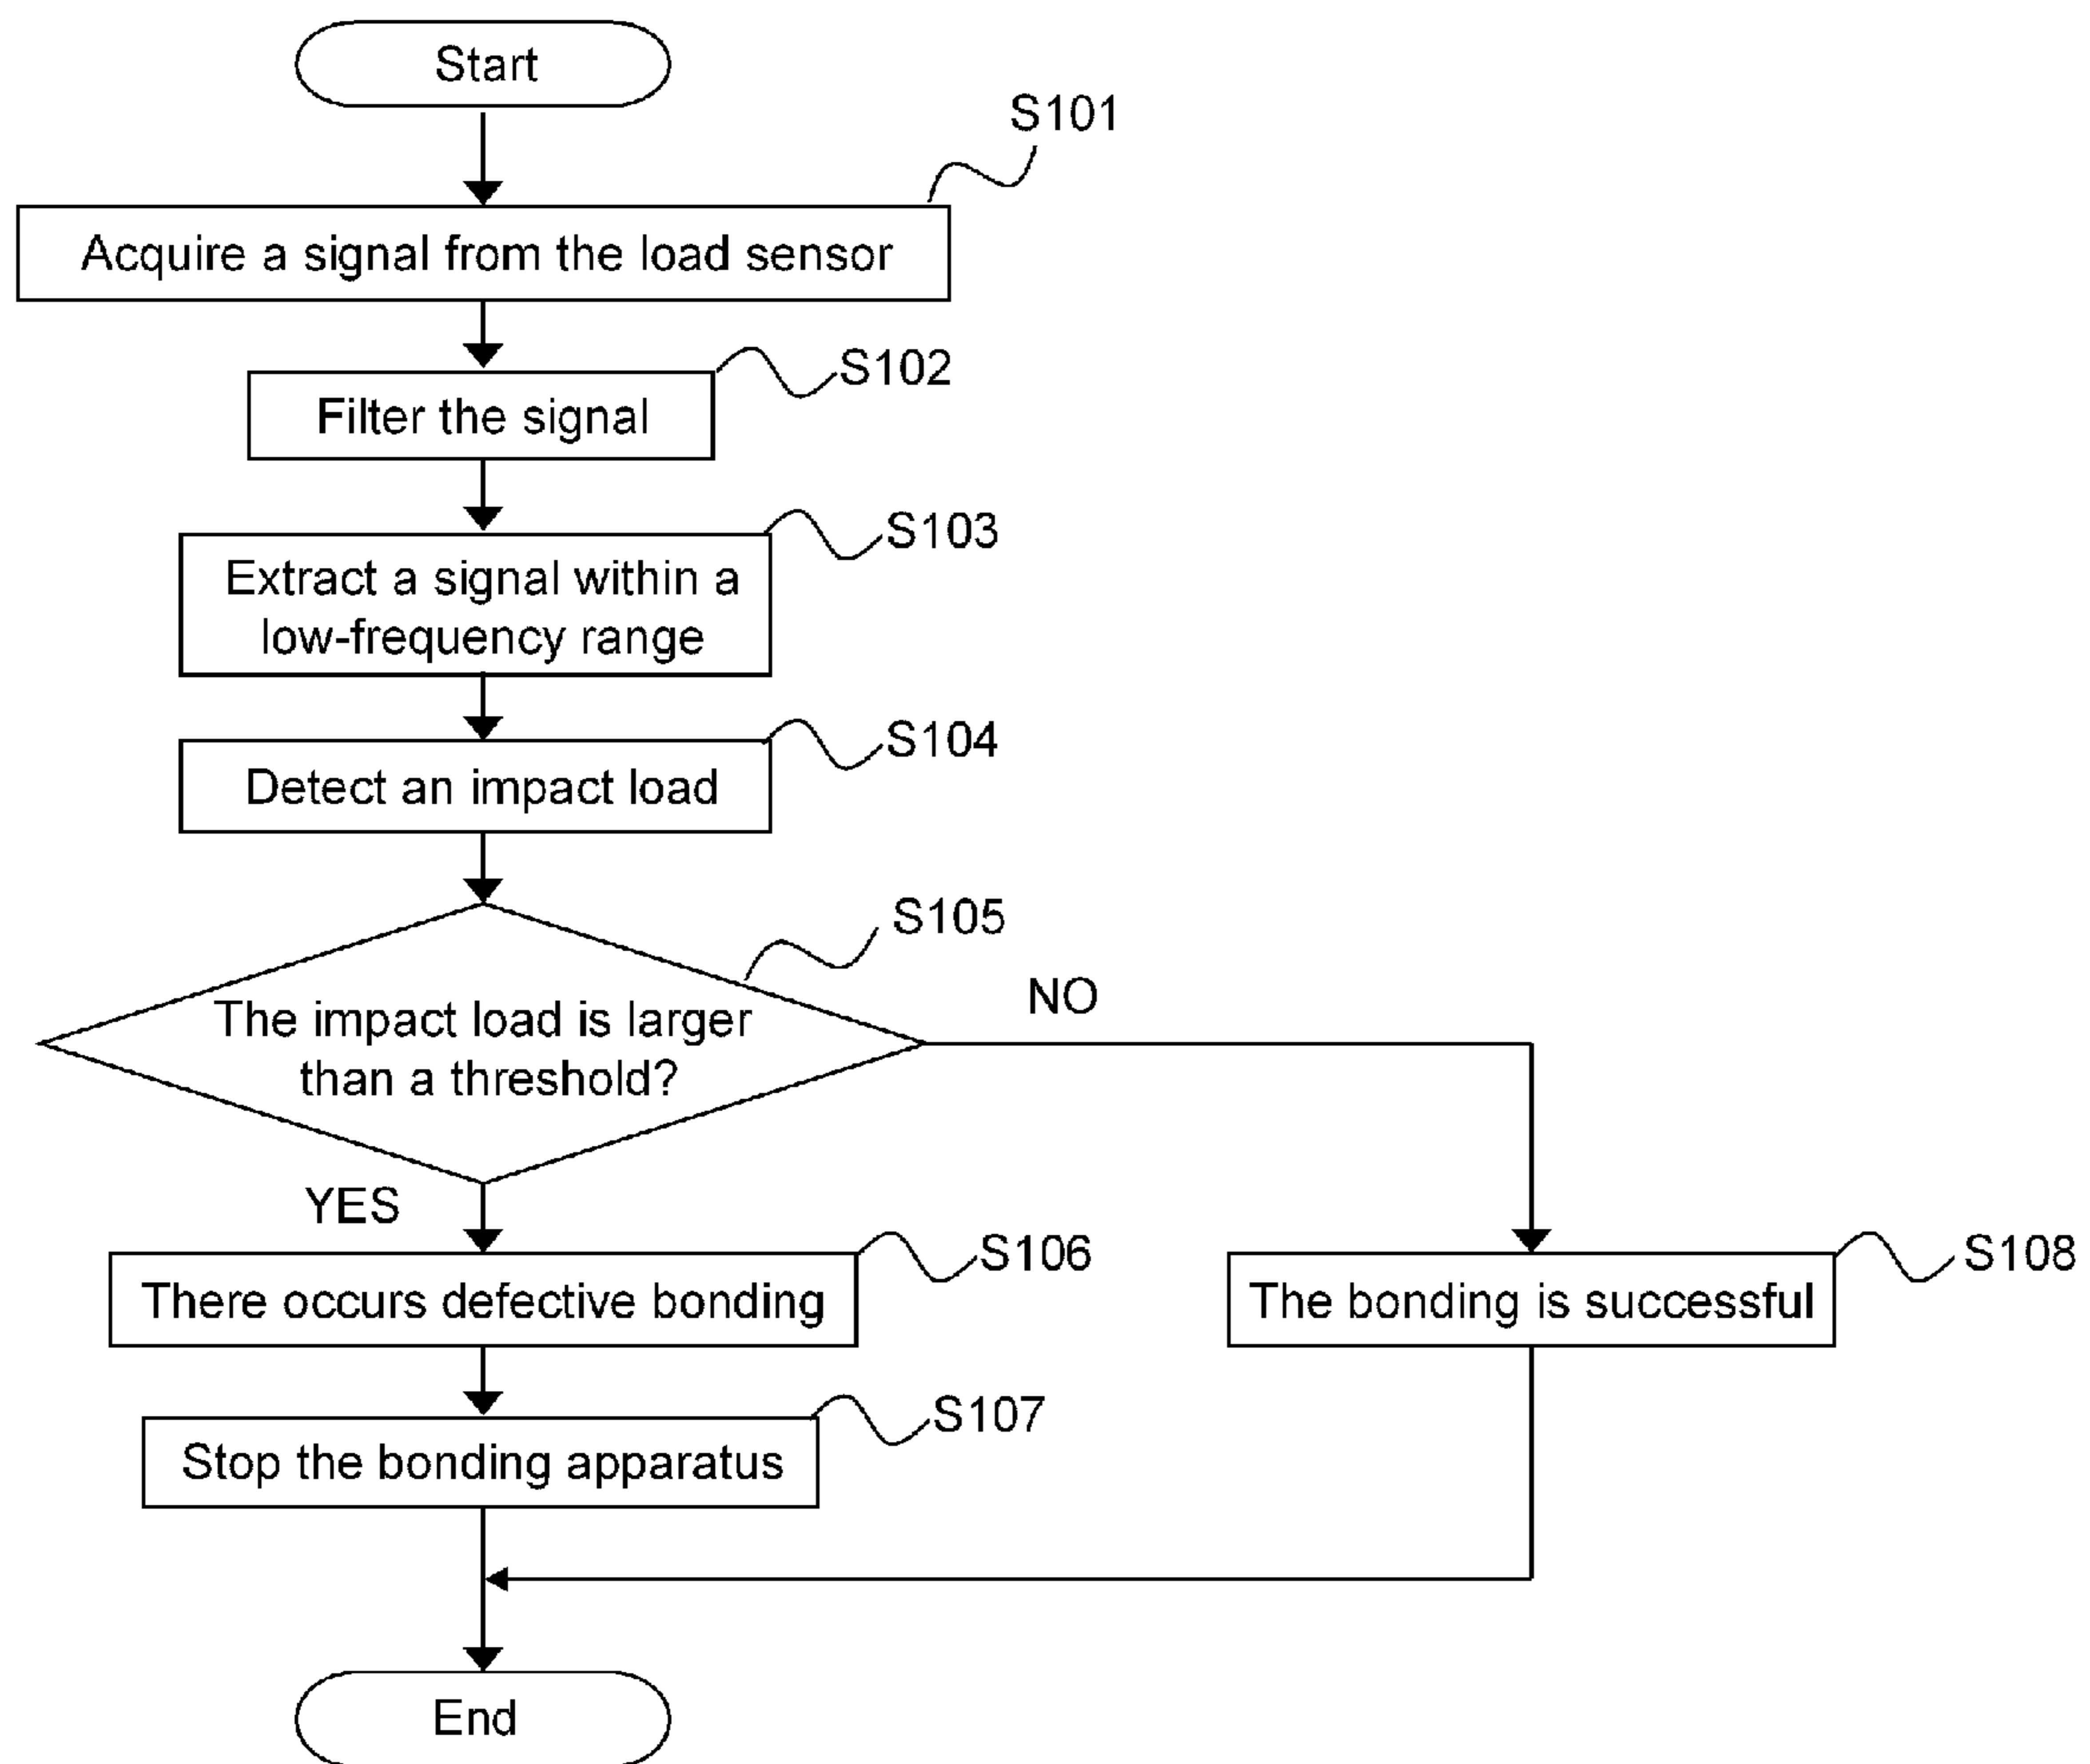 Start
S101
Acquire a signal from the load sensor
S102
Filter the signal
S103
Extract a signal within a
low-frequency range
S104
Detect an impact load
S105
NO
The impact load is larger
than a threshold?
YES
S106
There occurs defective bonding
S108
The bonding is successful
S107
Stop the bonding apparatus
End